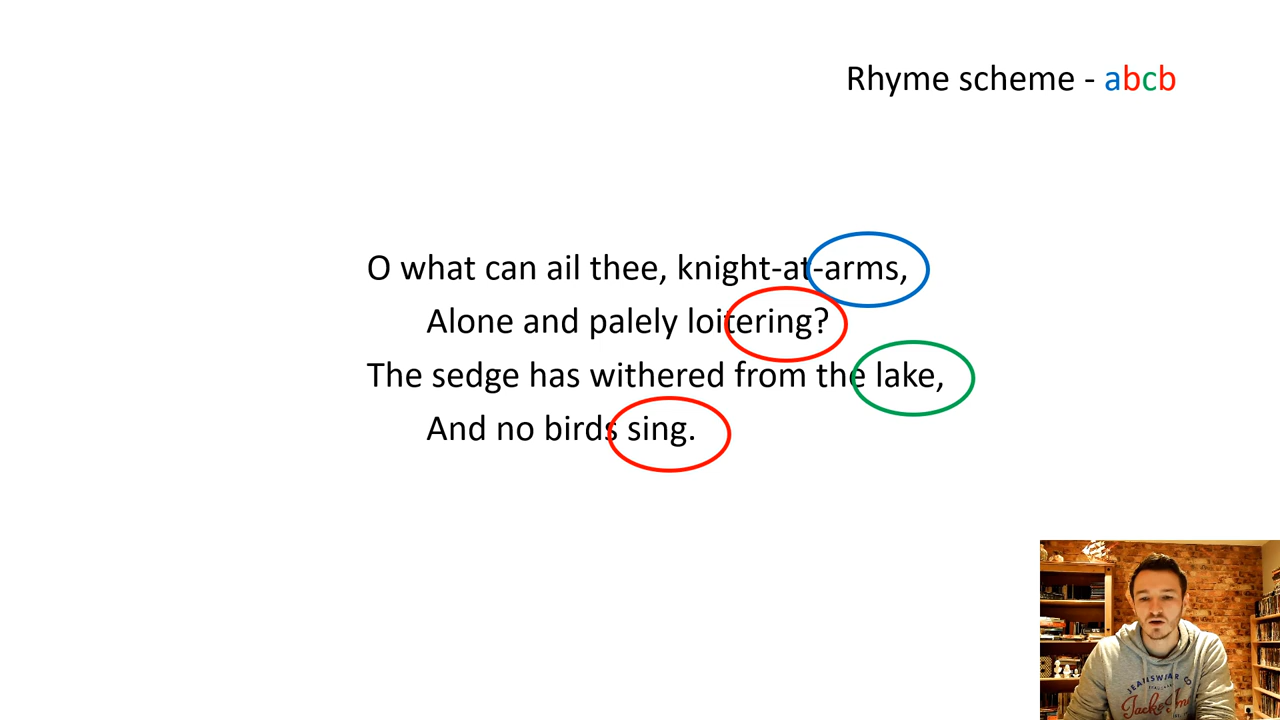 Rhyme scheme - abcb
O what can ail thee, knight-at-arms,
Alone and palely loitering?
The sedge has withered from the lake,
And no birds sing.
JEANSWEAR